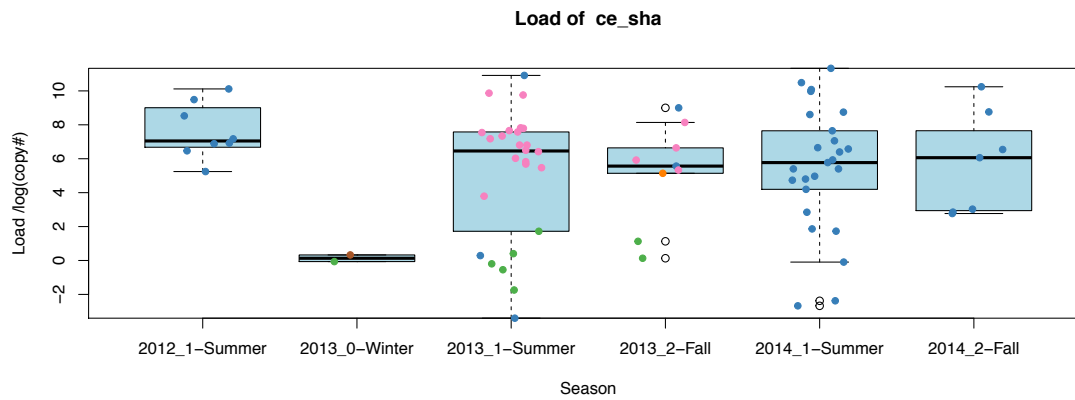 Load of ce_sha
Load /log(copy#)
10
8
6
4
2
0
−2
2012_1−Summer
2013_0−Winter
2013_1−Summer
2013_2−Fall
2014_1−Summer
2014_2−Fall
Season